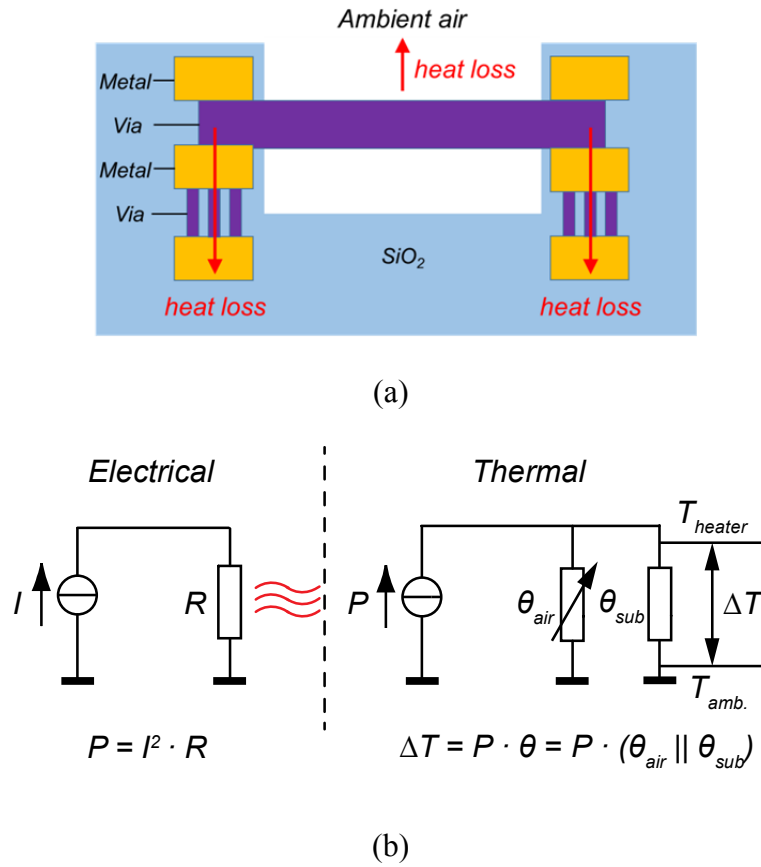 Ambient air
heat loss
Metal
Via
Metal
Via
SiO₂
heat loss
heat loss
(a)
Electrical
Thermal
I
R
P
θair
θsub
Theater
ΔT
Tamb.
P = I² · R
ΔT = P · θ = P · (θair || θsub)
(b)